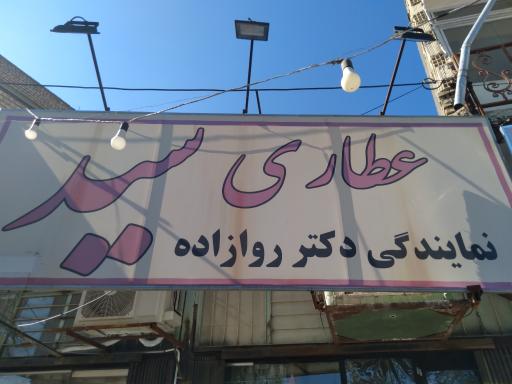 عطاری سید
نمایندگی دکتر روازاده